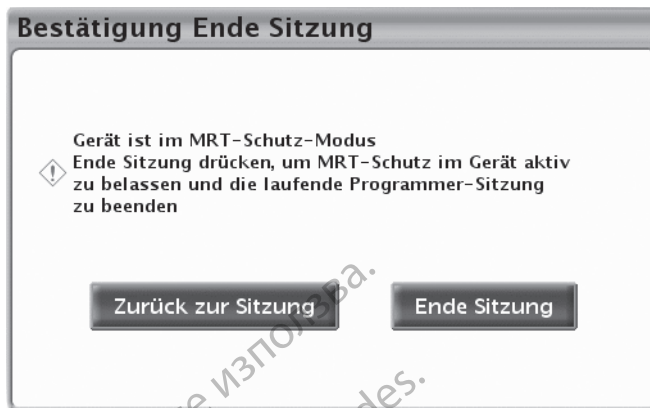 Bestätigung Ende Sitzung
Gerät ist im MRT-Schutz-Modus
Ende Sitzung drücken, um MRT-Schutz im Gerät aktiv
zu belassen und die laufende Programmer-Sitzung
zu beenden
Zurück zur Sitzung
Ende Sitzung